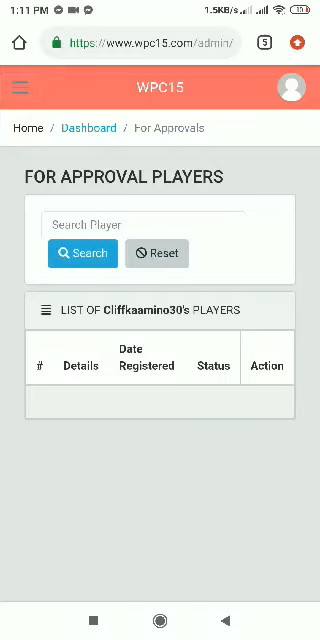 1:11 PM 1.5KB/s 10
https://www.wpc15.com/admin/ 5
WPC15
Home / Dashboard / For Approvals
FOR APPROVAL PLAYERS
Search Player
Search Reset
LIST OF Cliffkaamino30's PLAYERS
# Details Date Registered Status Action